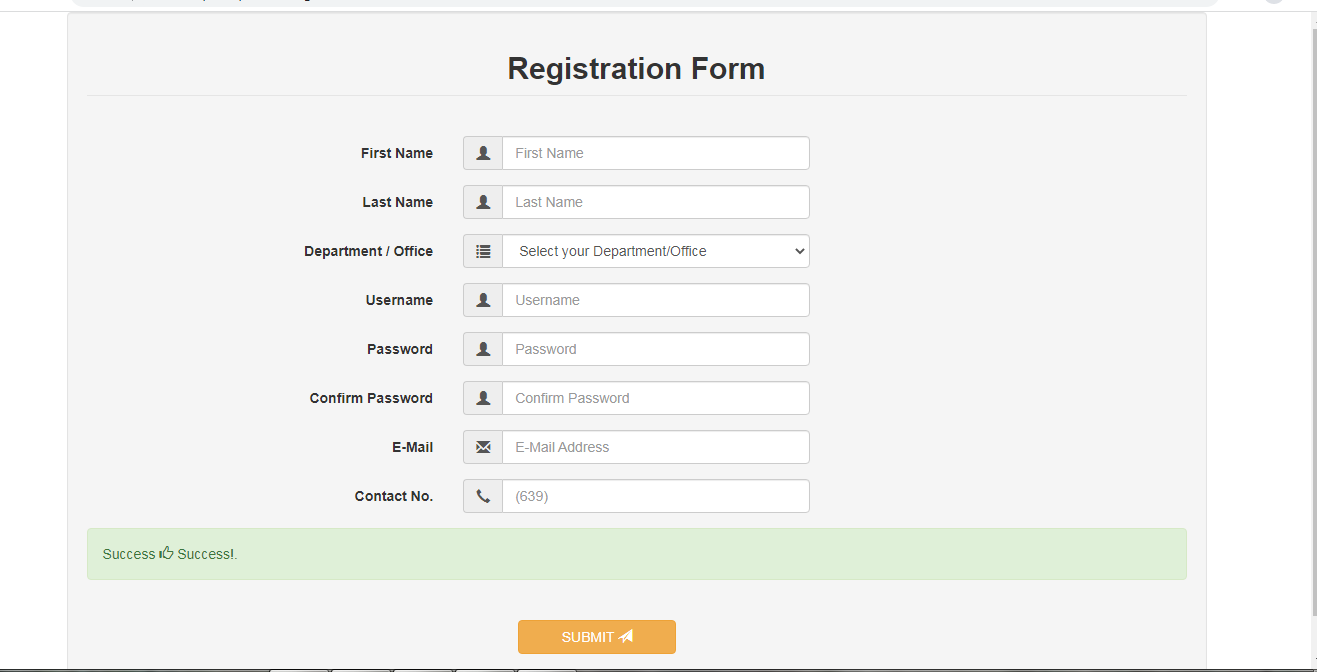 Registration Form
First Name First Name
Last Name Last Name
Department / Office Select your Department/Office
Username Username
Password Password
Confirm Password Confirm Password
E-Mail E-Mail Address
Contact No. (639)
Success Success!.
SUBMIT